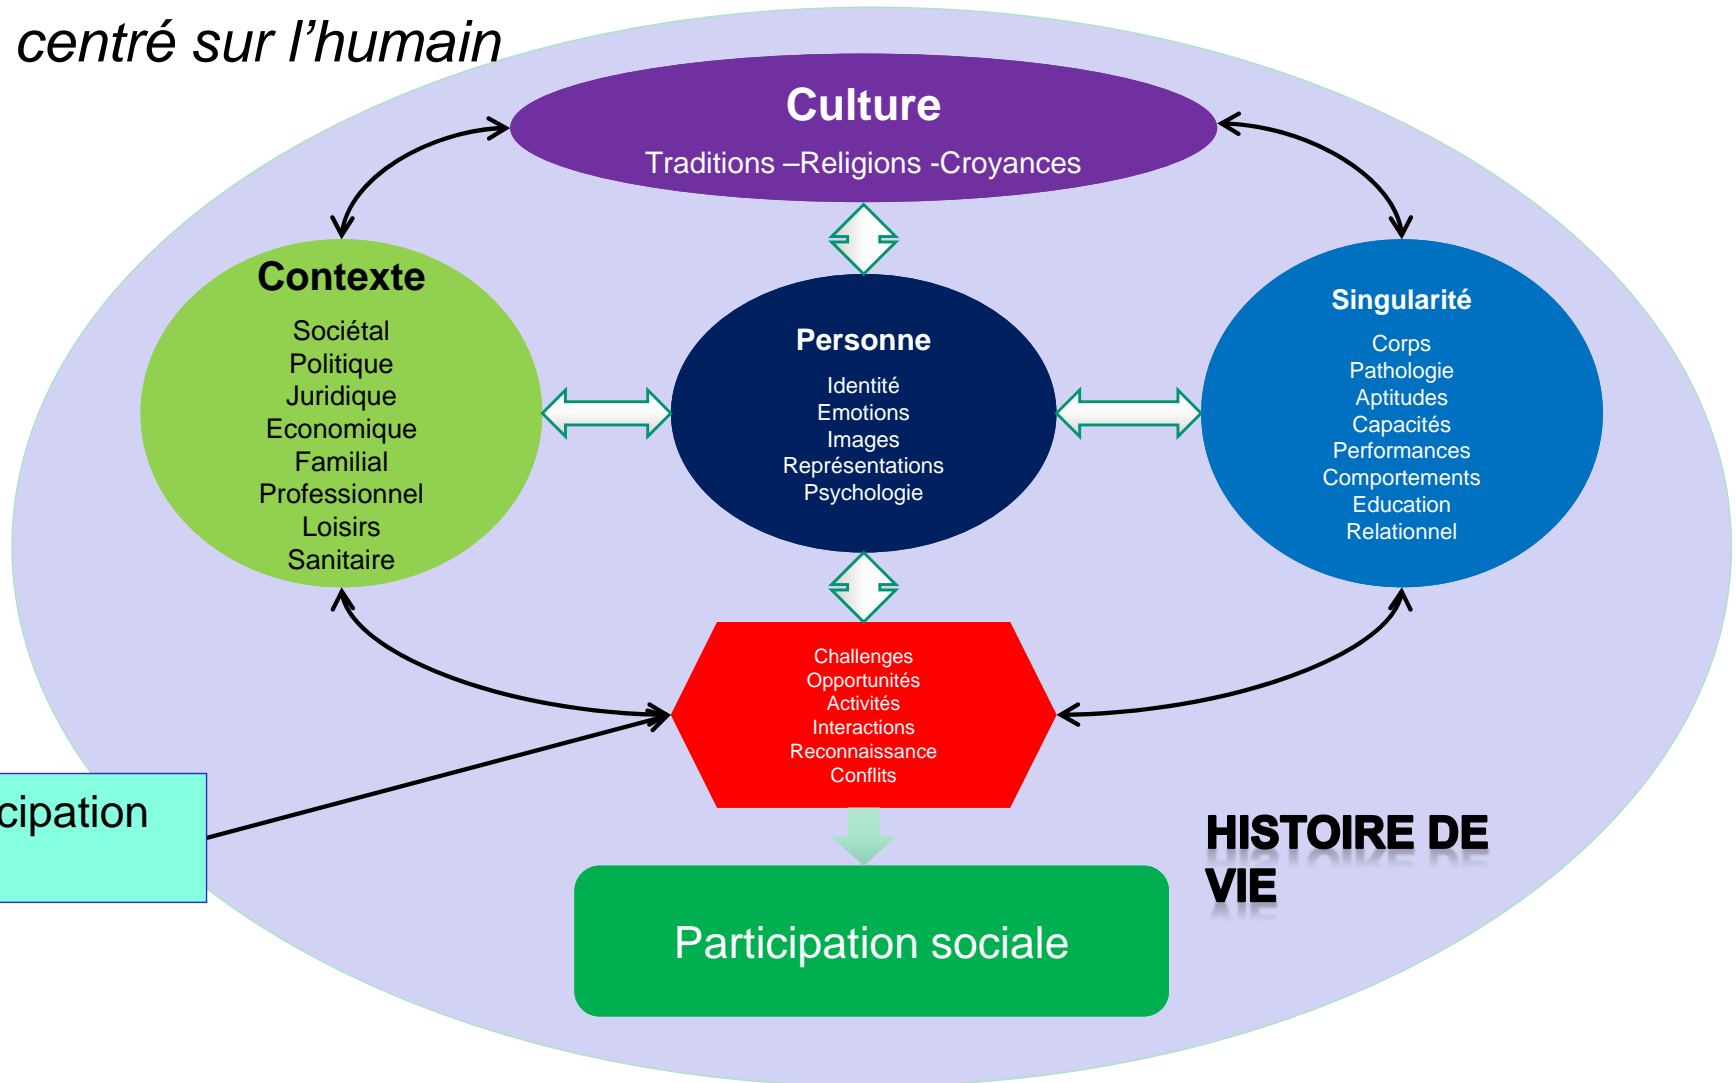 centré sur l’humain
Culture
Traditions –Religions -Croyances
Contexte
Sociétal
Politique
Juridique
Economique
Familial
Professionnel
Loisirs
Sanitaire
Personne
Identité
Emotions
Images
Représentations
Psychologie
Singularité
Corps
Pathologie
Aptitudes
Capacités
Performances
Comportements
Education
Relationnel
Challenges
Opportunités
Activités
Interactions
Reconnaissance
Conflits
cipation
HISTOIRE DE
VIE
Participation sociale